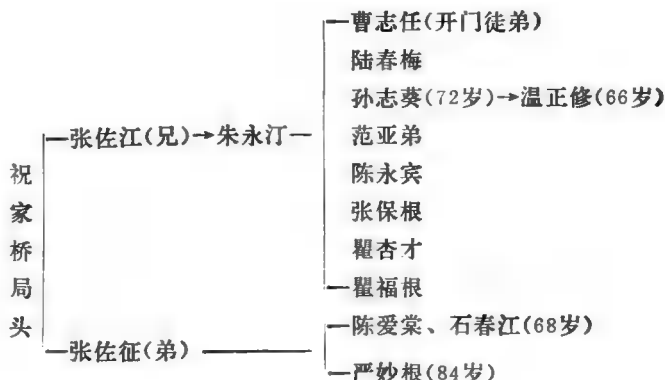 祝家桥局头
张佐江(兄)→朱永汀
曹志任(开门徒弟)
陆春梅
孙志葵(72岁)→温正修(66岁)
范亚弟
陈永宾
张保根
瞿杏才
瞿福根
张佐征(弟)
陈爱棠、石春江(68岁)
严妙根(84岁)